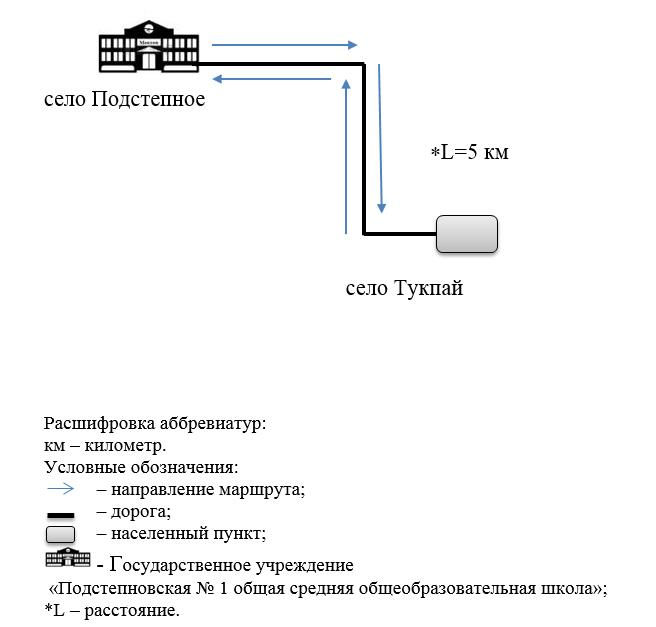 Мектеп
село Подстепное
*L=5 км
село Тукпай
Расшифровка аббревиатур:
км – километр.
Условные обозначения:
– направление маршрута;
– дорога;
– населенный пункт;
- Государственное учреждение
«Подстепновская № 1 общая средняя общеобразовательная школа»;
*L – расстояние.